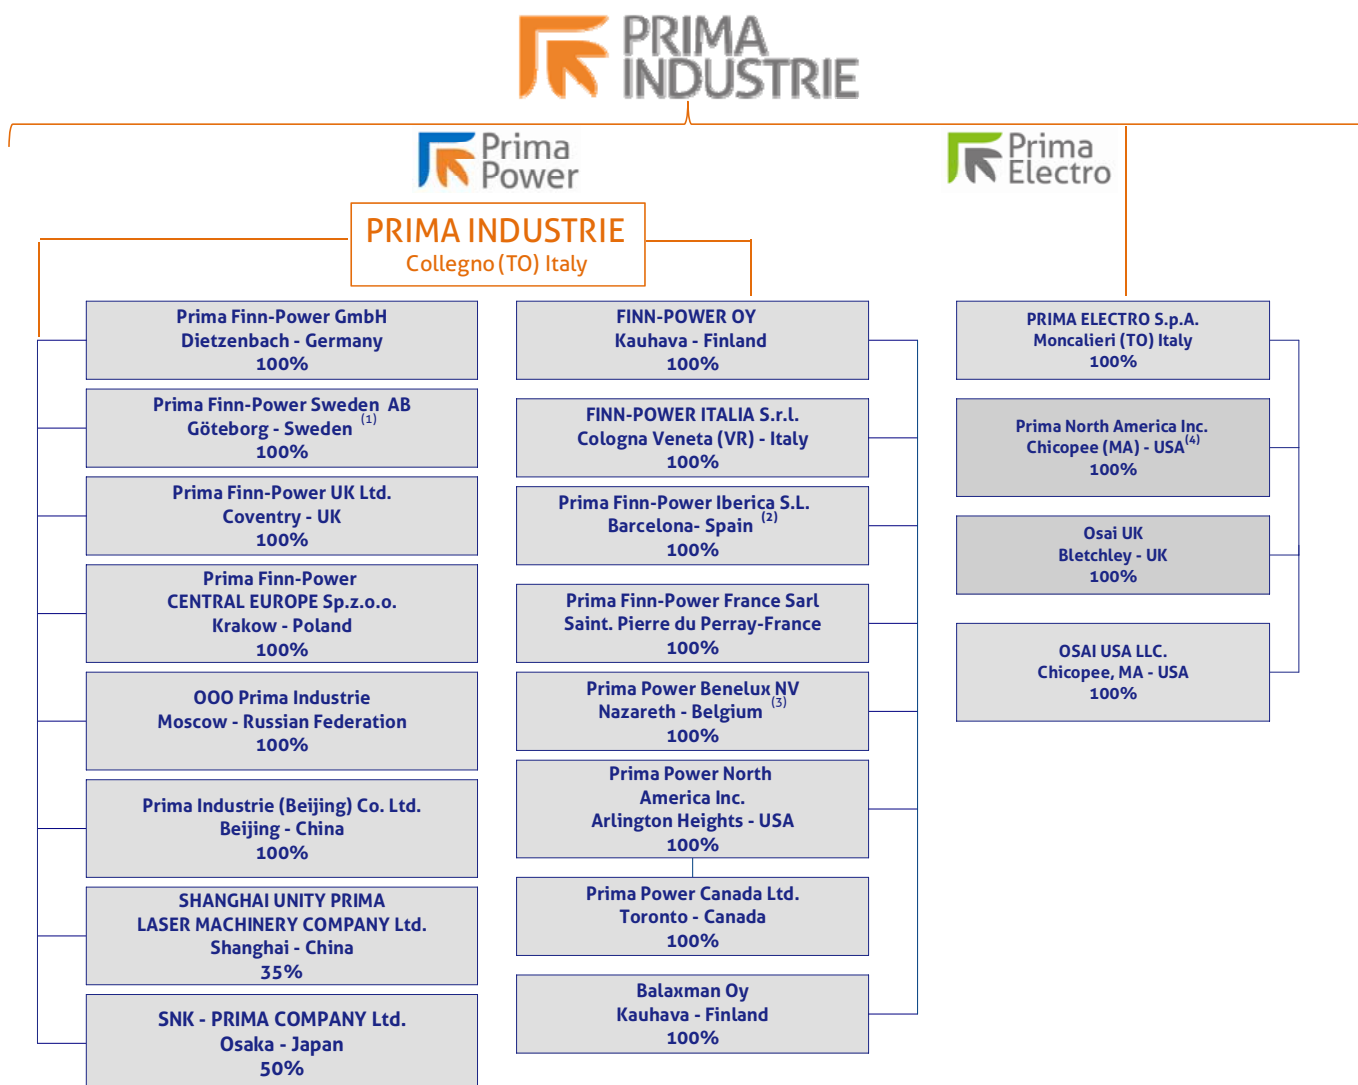 PRIMA
INDUSTRIE
Prima
Power
Prima
Electro
PRIMA INDUSTRIE
Collegno (TO) Italy
Prima Finn-Power GmbH
Dietzenbach - Germany
100%
Prima Finn-Power Sweden AB
Göteborg - Sweden (1)
100%
Prima Finn-Power UK Ltd.
Coventry - UK
100%
Prima Finn-Power
CENTRAL EUROPE Sp.z.o.o.
Krakow - Poland
100%
OOO Prima Industrie
Moscow - Russian Federation
100%
Prima Industrie (Beijing) Co. Ltd.
Beijing - China
100%
SHANGHAI UNITY PRIMA
LASER MACHINERY COMPANY Ltd.
Shanghai - China
35%
SNK - PRIMA COMPANY Ltd.
Osaka - Japan
50%
FINN-POWER OY
Kauhava - Finland
100%
FINN-POWER ITALIA S.r.l.
Cologna Veneta (VR) - Italy
100%
Prima Finn-Power Iberica S.L.
Barcelona- Spain (2)
100%
Prima Finn-Power France Sarl
Saint. Pierre du Perray-France
100%
Prima Power Benelux NV
Nazareth - Belgium (3)
100%
Prima Power North
America Inc.
Arlington Heights - USA
100%
Prima Power Canada Ltd.
Toronto - Canada
100%
Balaxman Oy
Kauhava - Finland
100%
PRIMA ELECTRO S.p.A.
Moncalieri (TO) Italy
100%
Prima North America Inc.
Chicopee (MA) - USA(4)
100%
Osai UK
Bletchley - UK
100%
OSAI USA LLC.
Chicopee, MA - USA
100%